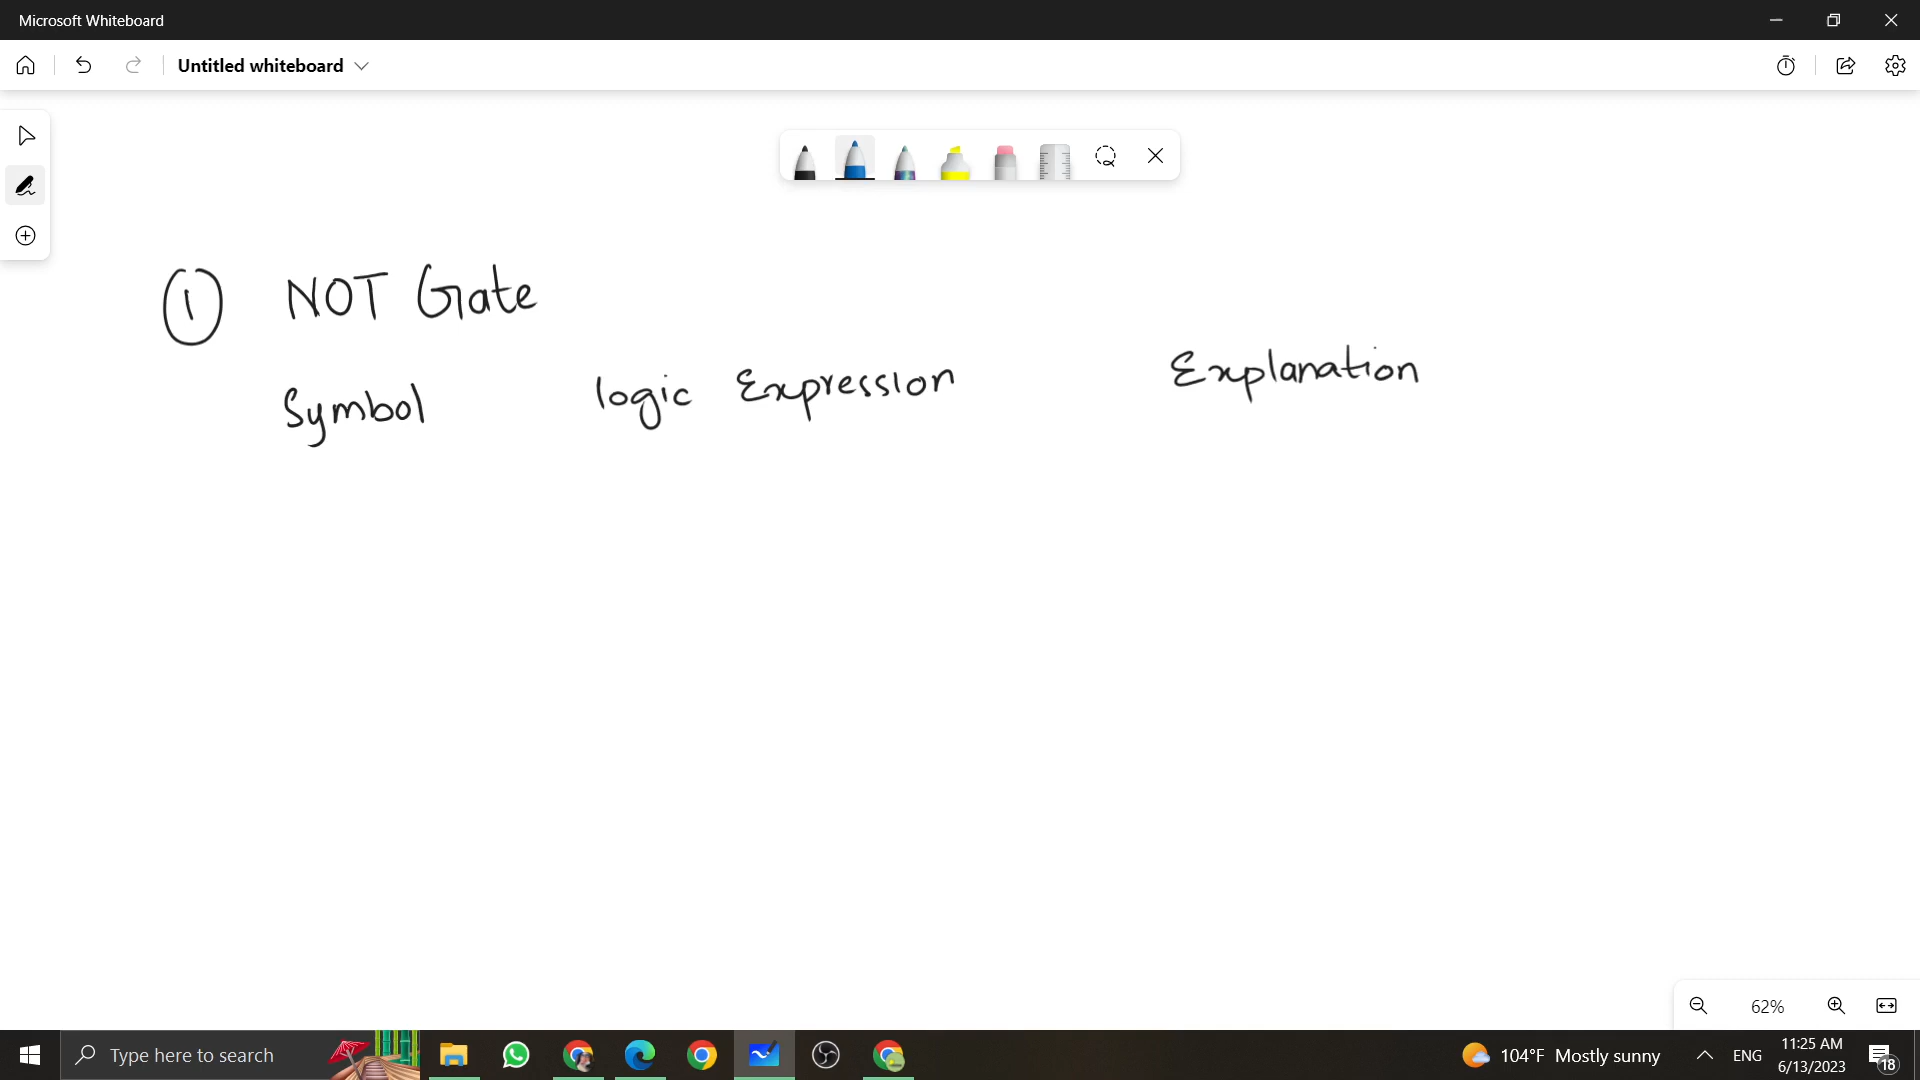 Microsoft Whiteboard
Untitled whiteboard
① NOT Gate
Symbol logic Expression Explanation
62%
Type here to search
104°F Mostly sunny
ENG
11:25 AM
6/13/2023
18